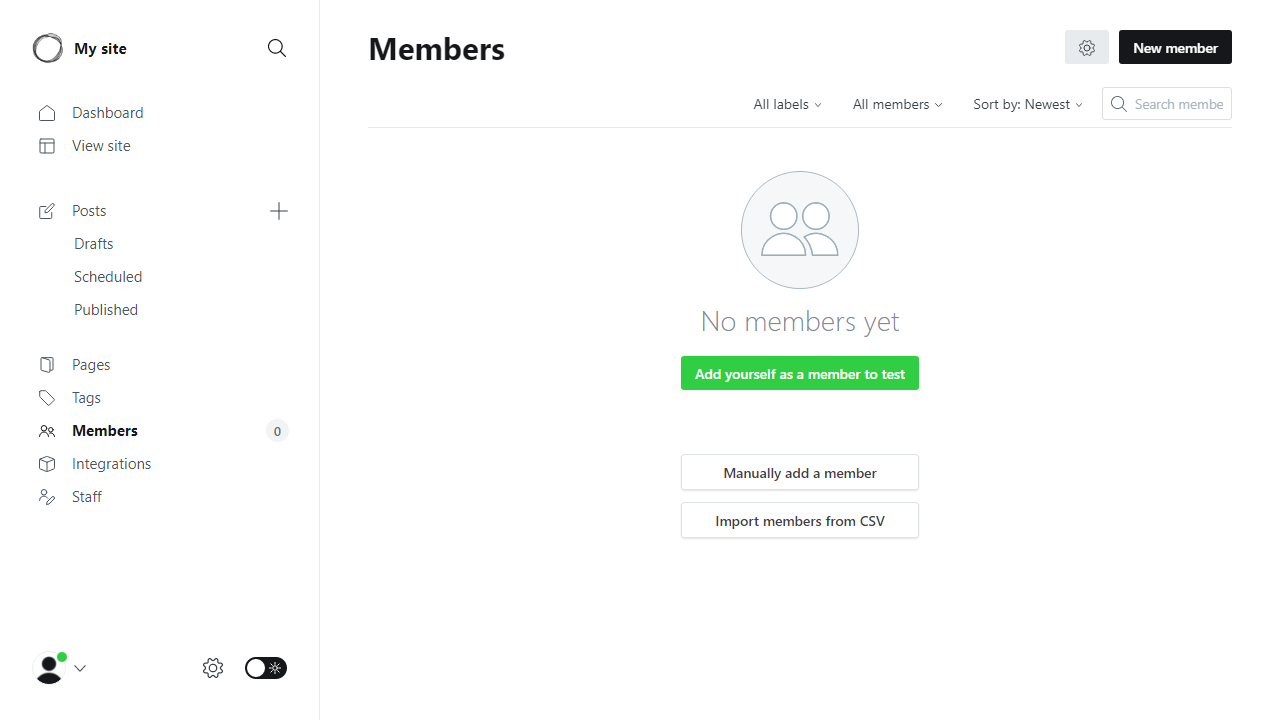 My site
Dashboard
View site
Posts
Drafts
Scheduled
Published
Pages
Tags
Members
0
Integrations
Staff
Members
New member
All labels
All members
Sort by: Newest
Search membe
No members yet
Add yourself as a member to test
Manually add a member
Import members from CSV